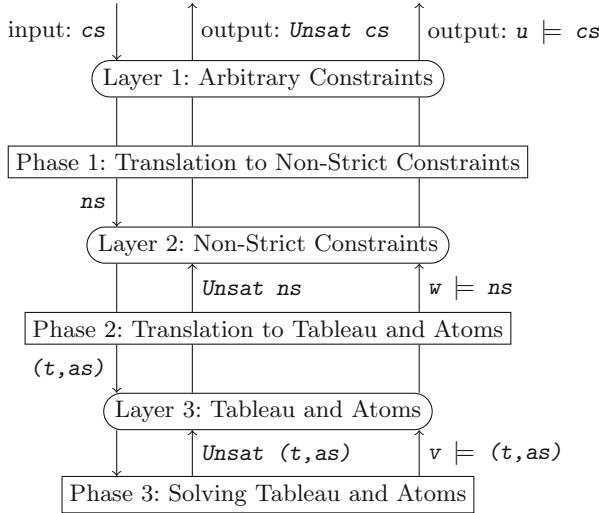 input: cs output: Unsat cs output: u ⊨ cs
Layer 1: Arbitrary Constraints
Phase 1: Translation to Non-Strict Constraints
ns
Layer 2: Non-Strict Constraints
Unsat ns w ⊨ ns
Phase 2: Translation to Tableau and Atoms
(t,as)
Layer 3: Tableau and Atoms
Unsat (t,as) v ⊨ (t,as)
Phase 3: Solving Tableau and Atoms